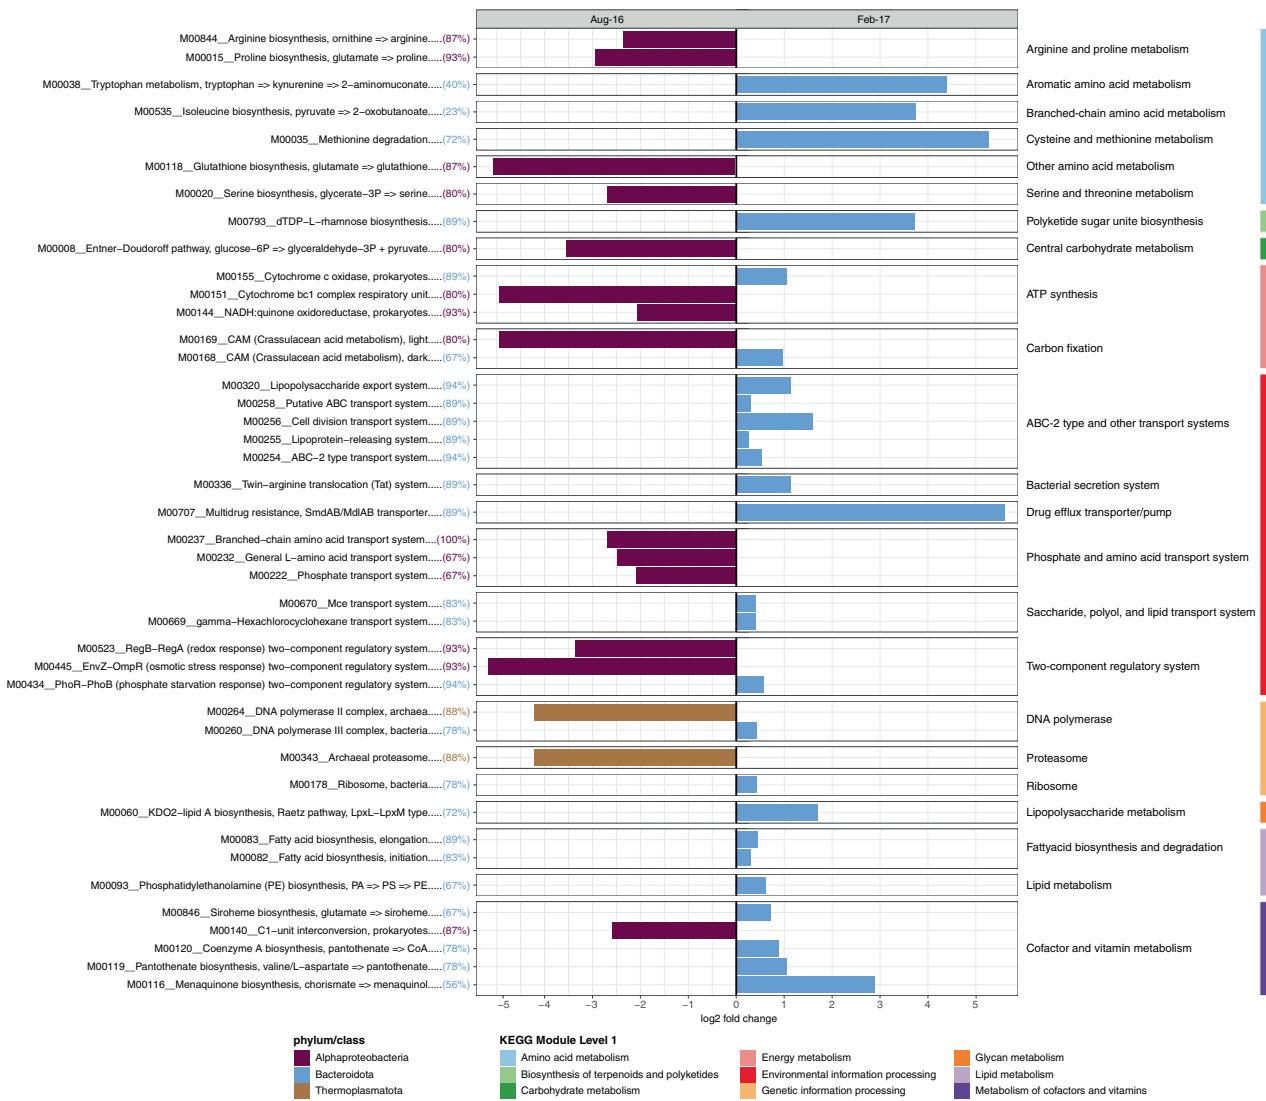 Aug-16 Feb-17
M00844__Arginine biosynthesis, ornithine => arginine.....(87%)
M00015__Proline biosynthesis, glutamate => proline.....(93%)
Arginine and proline metabolism
M00038__Tryptophan metabolism, tryptophan => kynurenine => 2−aminomuconate.....(40%) Aromatic amino acid metabolism
M00535__Isoleucine biosynthesis, pyruvate => 2−oxobutanoate.....(23%) Branched-chain amino acid metabolism
M00035__Methionine degradation.....(72%) Cysteine and methionine metabolism
M00118__Glutathione biosynthesis, glutamate => glutathione.....(87%) Other amino acid metabolism
M00020__Serine biosynthesis, glycerate−3P => serine.....(80%) Serine and threonine metabolism
M00793__dTDP−L−rhamnose biosynthesis.....(89%) Polyketide sugar unite biosynthesis
M00008__Entner−Doudoroff pathway, glucose−6P => glyceraldehyde−3P + pyruvate.....(80%) Central carbohydrate metabolism
M00155__Cytochrome c oxidase, prokaryotes.....(89%)
M00151__Cytochrome bc1 complex respiratory unit.....(80%) ATP synthesis
M00144__NADH:quinone oxidoreductase, prokaryotes.....(93%)
M00169__CAM (Crassulacean acid metabolism), light.....(80%)
M00168__CAM (Crassulacean acid metabolism), dark.....(67%)
Carbon fixation
M00320__Lipopolysaccharide export system.....(94%)
M00258__Putative ABC transport system.....(89%)
M00256__Cell division transport system.....(89%) ABC-2 type and other transport systems
M00255__Lipoprotein−releasing system.....(89%)
M00254__ABC−2 type transport system.....(94%)
M00336__Twin−arginine translocation (Tat) system.....(89%) Bacterial secretion system
M00707__Multidrug resistance, SmdAB/MdlAB transporter.....(89%) Drug efflux transporter/pump
M00237__Branched−chain amino acid transport system....(100%)
M00232__General L−amino acid transport system.....(67%) Phosphate and amino acid transport system
M00222__Phosphate transport system.....(67%)
M00670__Mce transport system.....(83%)
M00669__gamma−Hexachlorocyclohexane transport system.....(83%)
Saccharide, polyol, and lipid transport system
M00523__RegB−RegA (redox response) two−component regulatory system.....(93%)
M00445__EnvZ−OmpR (osmotic stress response) two−component regulatory system.....(93%) Two-component regulatory system
M00434__PhoR−PhoB (phosphate starvation response) two−component regulatory system.....(94%)
M00264__DNA polymerase II complex, archaea.....(88%)
M00260__DNA polymerase III complex, bacteria.....(78%)
DNA polymerase
M00343__Archaeal proteasome.....(88%) Proteasome
M00178__Ribosome, bacteria.....(78%) Ribosome
M00060__KDO2−lipid A biosynthesis, Raetz pathway, LpxL−LpxM type.....(72%) Lipopolysaccharide metabolism
M00083__Fatty acid biosynthesis, elongation.....(89%)
M00082__Fatty acid biosynthesis, initiation.....(83%)
Fattyacid biosynthesis and degradation
M00093__Phosphatidylethanolamine (PE) biosynthesis, PA => PS => PE.....(67%) Lipid metabolism
M00846__Siroheme biosynthesis, glutamate => siroheme.....(67%)
M00140__C1−unit interconversion, prokaryotes.....(87%)
M00120__Coenzyme A biosynthesis, pantothenate => CoA.....(78%) Cofactor and vitamin metabolism
M00119__Pantothenate biosynthesis, valine/L−aspartate => pantothenate.....(78%)
M00116__Menaquinone biosynthesis, chorismate => menaquinol.....(56%)
−5 −4 −3 −2 −1 0 1 2 3 4 5
log2 fold change
phylum/class KEGG Module Level 1
Alphaproteobacteria Amino acid metabolism Energy metabolism Glycan metabolism
Bacteroidota Biosynthesis of terpenoids and polyketides Environmental information processing Lipid metabolism
Thermoplasmatota Carbohydrate metabolism Genetic information processing Metabolism of cofactors and vitamins